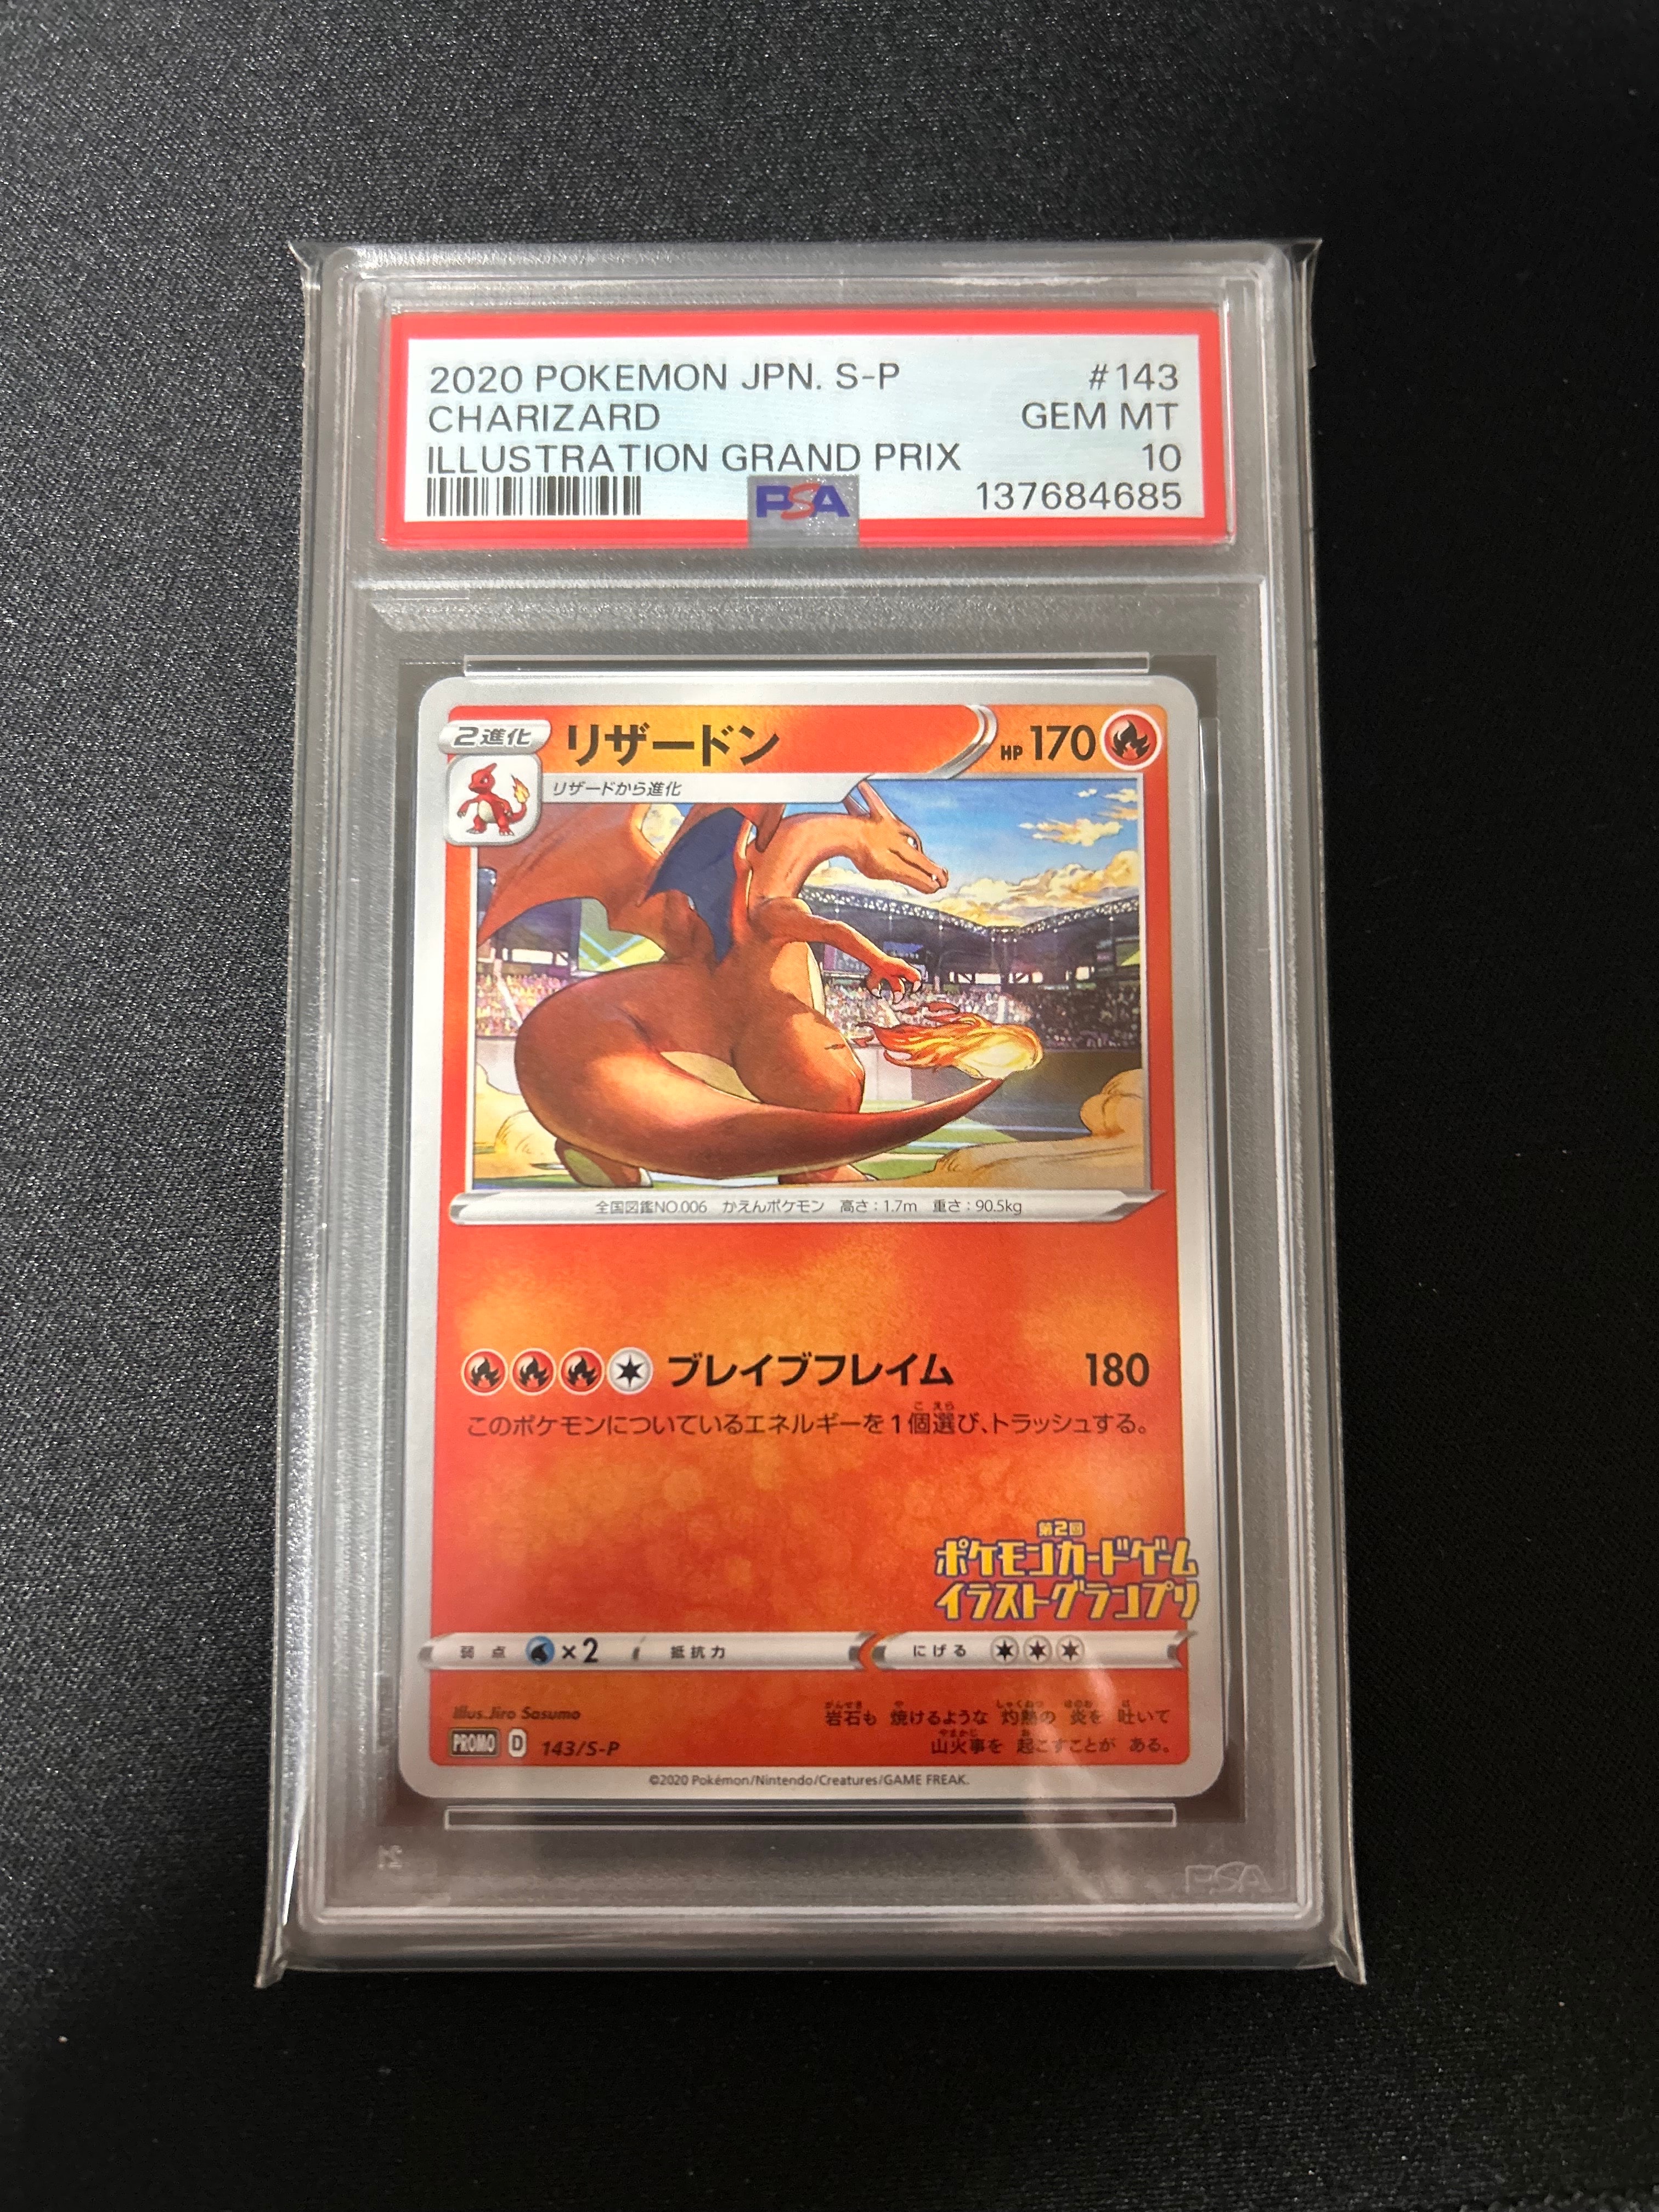 2020 POKEMON JPN. S-P #143
CHARIZARD GEM MT
ILLUSTRATION GRAND PRIX 10
PSA 137684685
2進化 リザードン HP 170
リザードから進化
全国図鑑NO.006 かえんポケモン 高さ:1.7m 重さ:90.5kg
ブレイブフレイム 180
このポケモンについているエネルギーを1個選び、トラッシュする。
第2回
ポケモンカードゲーム
イラストグランプリ
弱点 ×2 抵抗力 にげる
Illus.Jiro Sasumo
岩石も 焼けるような 灼熱の 炎を 吐いて
PROMO D 143/S-P
山火事を 起こすことが ある。
©2020 Pokémon/Nintendo/Creatures/GAME FREAK.
PSA